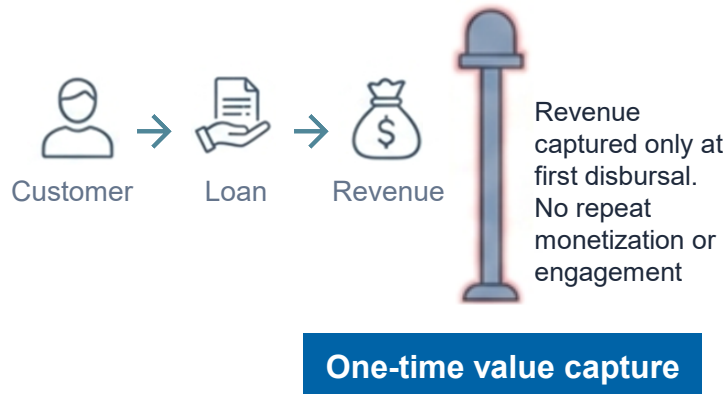 Customer
Loan
Revenue
Revenue
captured only at
first disbursal.
No repeat
monetization or
engagement
$
One-time value capture